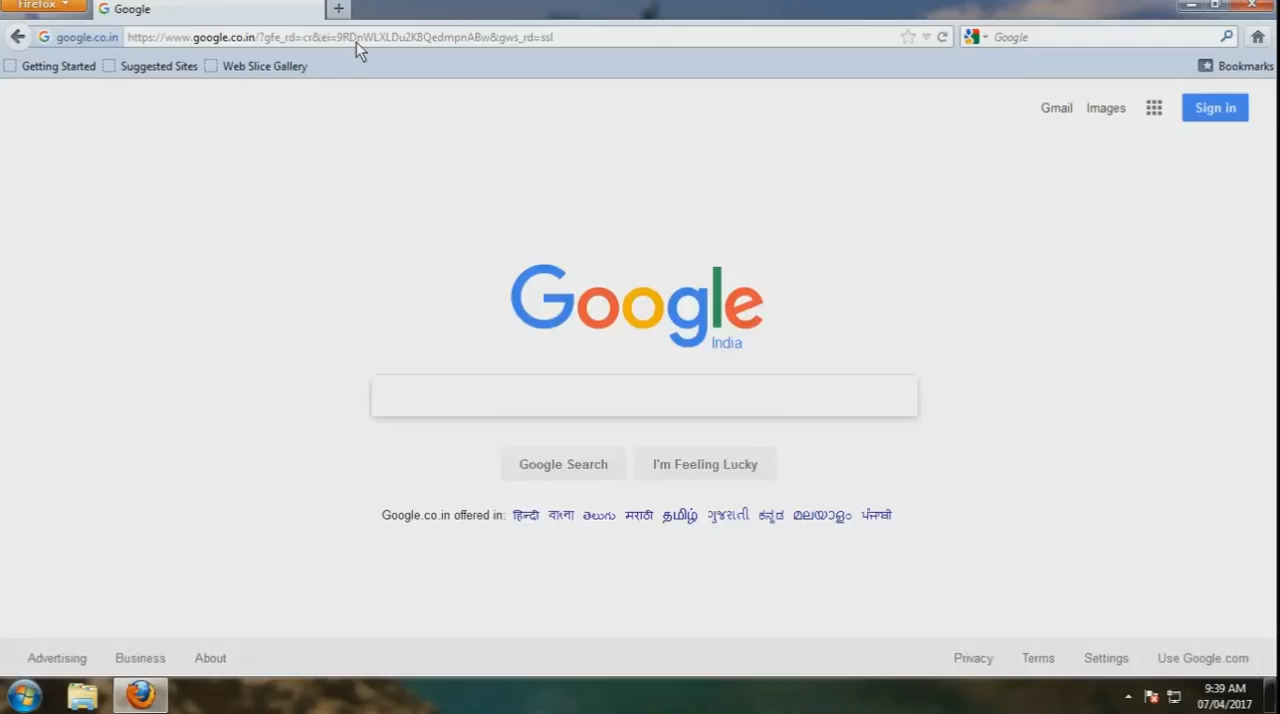 Firefox
Google
google.co.in https://www.google.co.in/?gfe_rd=cr&ei=9RDnWLXLDu2K8QedmpnABw&gws_rd=ssl Google
Getting Started Suggested Sites Web Slice Gallery Bookmarks
Gmail Images Sign in
Google
India
Google Search I'm Feeling Lucky
Google.co.in offered in: हिन्दी বাংলা తెలుగు मराठी தமிழ் ગુજરાતી ಕನ್ನಡ മലയാളം ਪੰਜਾਬੀ
Advertising Business About Privacy Terms Settings Use Google.com
9:39 AM
07/04/2017